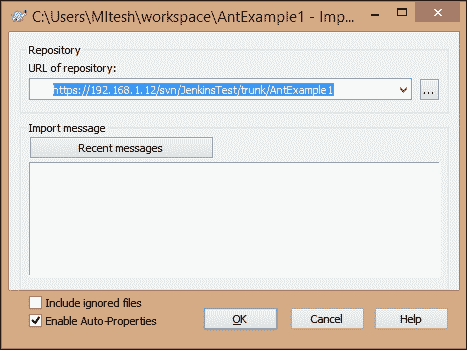 C:\Users\MItesh\workspace\AntExample1 - Imp...
Repository
URL of repository:
https://192.168.1.12/svn/JenkinsTest/trunk/AntExample1
...
Import message
Recent messages
Include ignored files
Enable Auto-Properties
OK
Cancel
Help